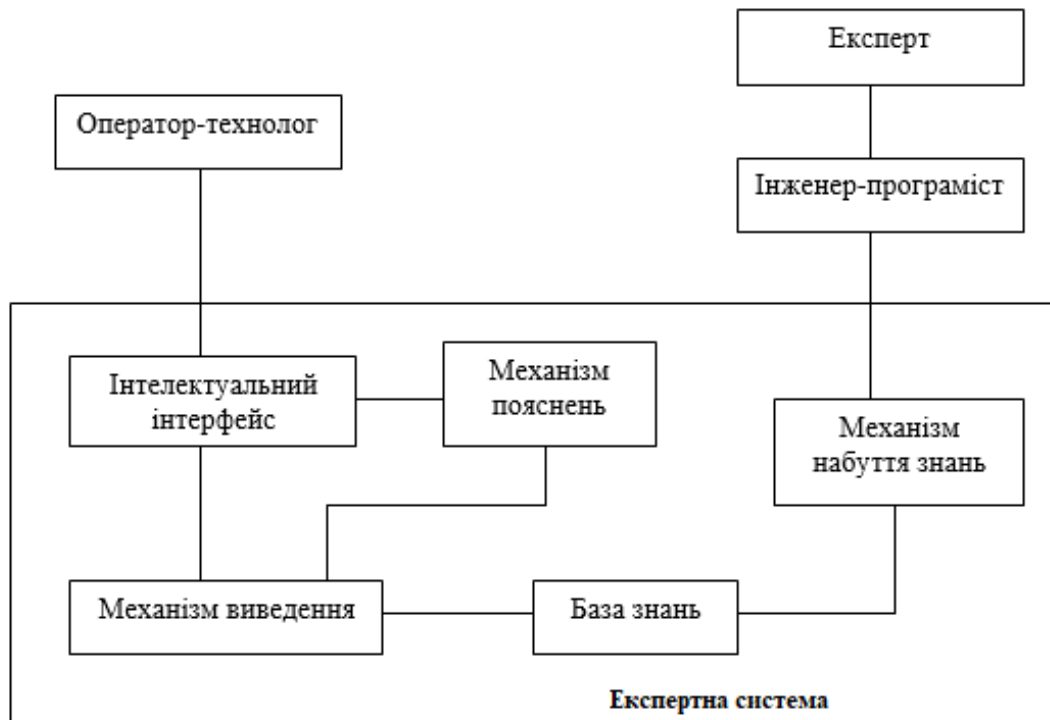 Експерт
Оператор-технолог
Інженер-програміст
Інтелектуальний
інтерфейс
Механізм
пояснень
Механізм
набуття знань
Механізм виведення
База знань
Експертна система